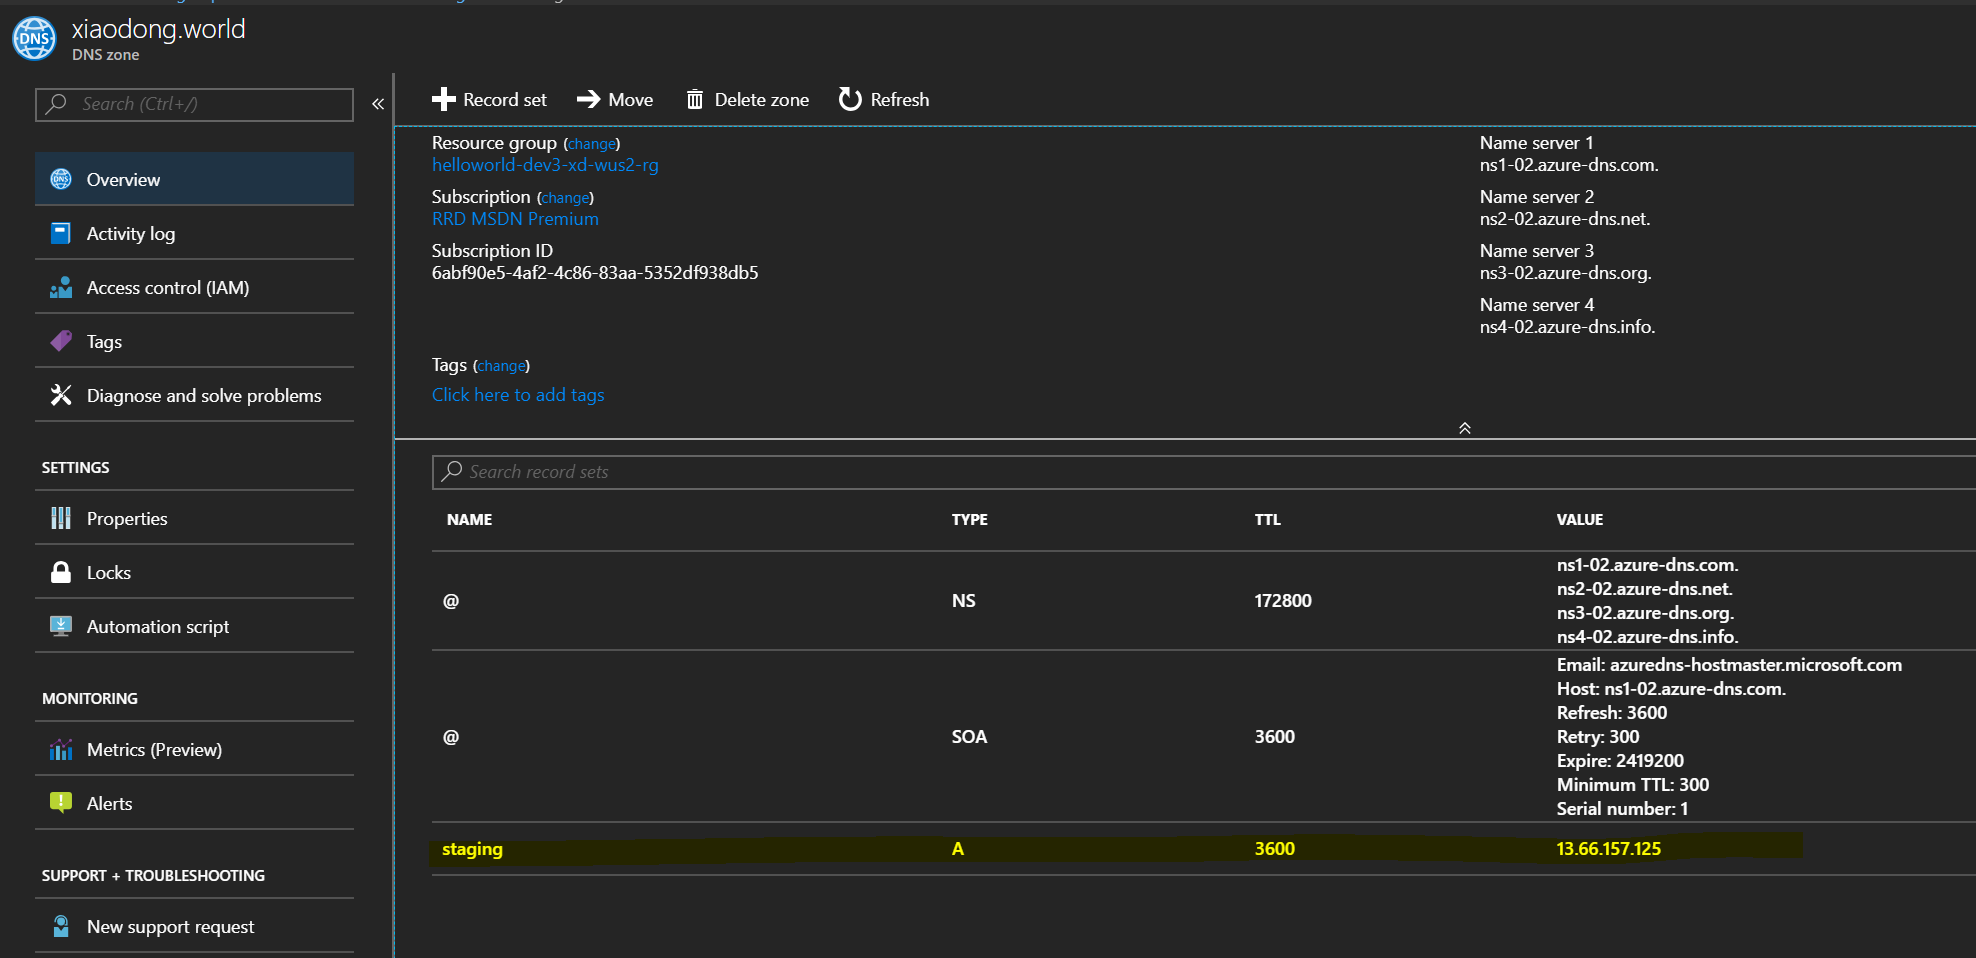 xiaodong.world
DNS
DNS zone
Search (Ctrl+/)
Overview
Activity log
Access control (IAM)
Tags
Diagnose and solve problems
SETTINGS
Properties
Locks
Automation script
MONITORING
Metrics (Preview)
Alerts
SUPPORT + TROUBLESHOOTING
New support request
Record set Move Delete zone Refresh
Resource group (change)
helloworld-dev3-xd-wus2-rg
Subscription (change)
RRD MSDN Premium
Subscription ID
6abf90e5-4af2-4c86-83aa-5352df938db5
Tags (change)
Click here to add tags
Name server 1
ns1-02.azure-dns.com.
Name server 2
ns2-02.azure-dns.net.
Name server 3
ns3-02.azure-dns.org.
Name server 4
ns4-02.azure-dns.info.
Search record sets
NAME TYPE TTL VALUE
@ NS 172800
ns1-02.azure-dns.com.
ns2-02.azure-dns.net.
ns3-02.azure-dns.org.
ns4-02.azure-dns.info.
@ SOA 3600
Email: azuredns-hostmaster.microsoft.com
Host: ns1-02.azure-dns.com.
Refresh: 3600
Retry: 300
Expire: 2419200
Minimum TTL: 300
Serial number: 1
staging A 3600 13.66.157.125